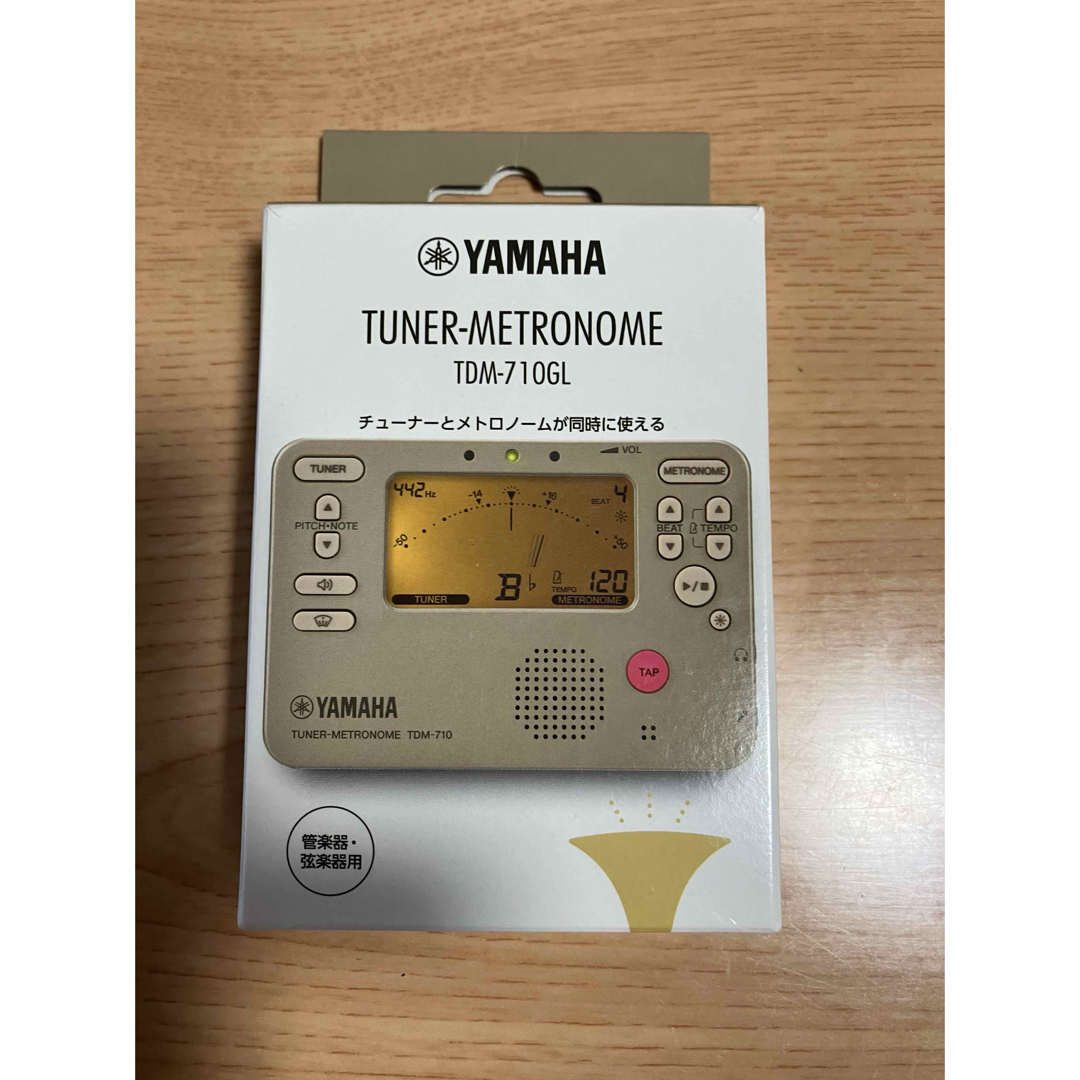 YAMAHA
TUNER-METRONOME
TDM-710GL
チューナーとメトロノームが同時に使える
VOL
TUNER
METRONOME
442Hz
-14
+16
BEAT 4
PITCH•NOTE
BEAT
TEMPO
-50
+50
B♭
TEMPO 120
TUNER
METRONOME
TAP
YAMAHA
TUNER-METRONOME TDM-710
管楽器・
弦楽器用